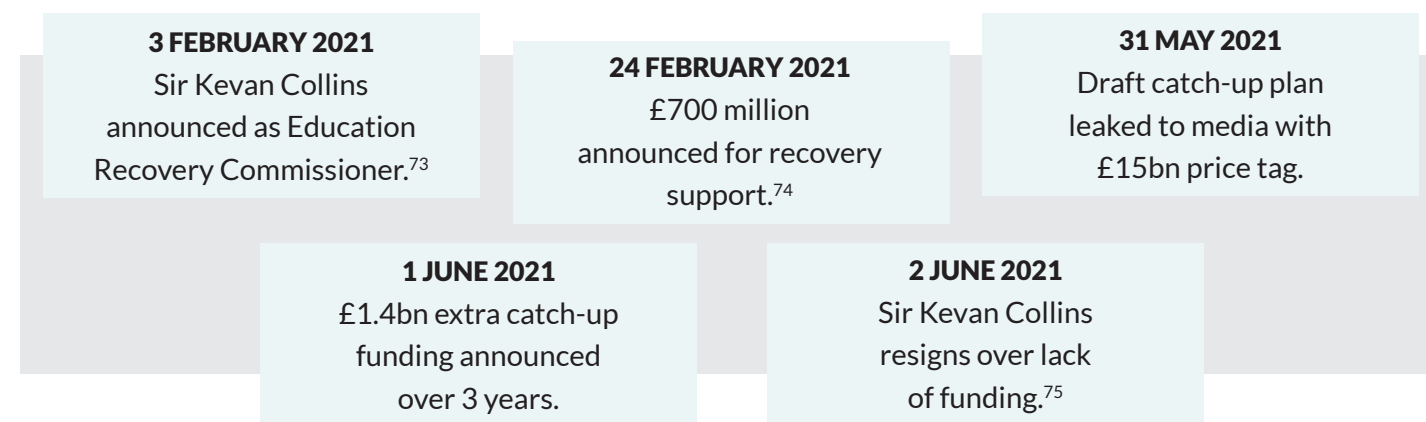 3 FEBRUARY 2021
Sir Kevan Collins
announced as Education
Recovery Commissioner.73
24 FEBRUARY 2021
£700 million
announced for recovery
support.74
31 MAY 2021
Draft catch-up plan
leaked to media with
£15bn price tag.
1 JUNE 2021
£1.4bn extra catch-up
funding announced
over 3 years.
2 JUNE 2021
Sir Kevan Collins
resigns over lack
of funding.75